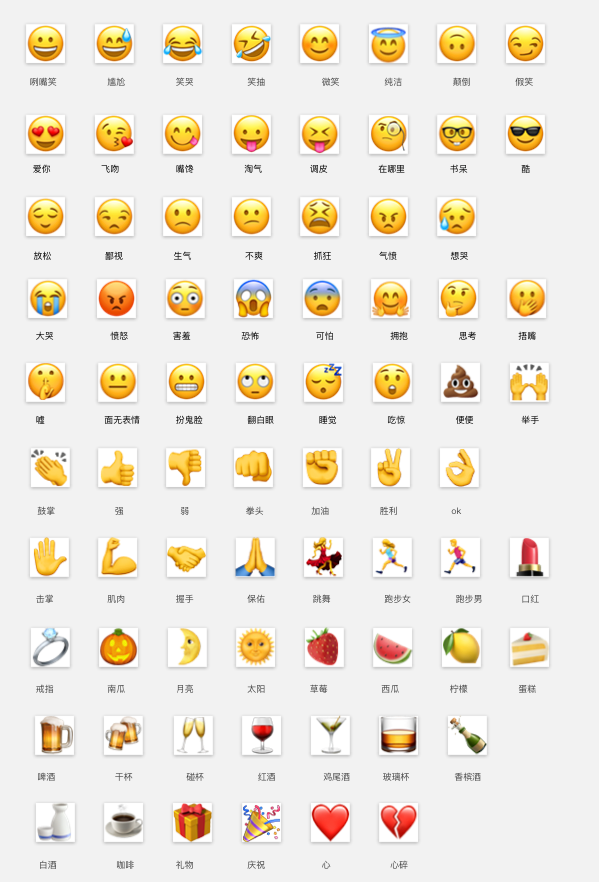 咧嘴笑 尴尬 笑哭 笑抽 微笑 纯洁 颠倒 假笑
爱你 飞吻 嘴馋 淘气 调皮 在哪里 书呆 酷
放松 鄙视 生气 不爽 抓狂 气愤 想哭
大哭 愤怒 害羞 恐怖 可怕 拥抱 思考 捂嘴
嘘 面无表情 扮鬼脸 翻白眼 睡觉 吃惊 便便 举手
鼓掌 强 弱 拳头 加油 胜利 ok
击掌 肌肉 握手 保佑 跳舞 跑步女 跑步男 口红
戒指 南瓜 月亮 太阳 草莓 西瓜 柠檬 蛋糕
啤酒 干杯 碰杯 红酒 鸡尾酒 玻璃杯 香槟酒
白酒 咖啡 礼物 庆祝 心 心碎